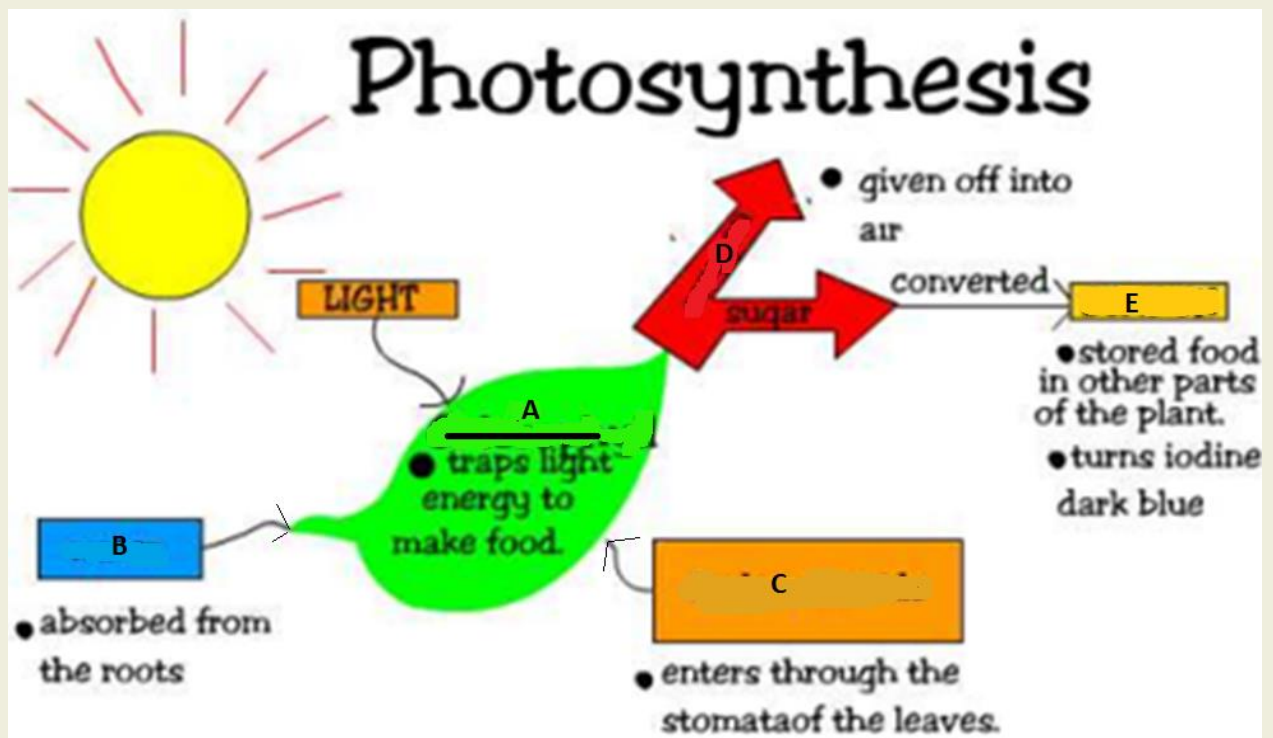 Photosynthesis
● given off into
air
D
converted
E
sugar
LIGHT
● stored food
in other parts
of the plant.
● turns iodine
dark blue
A
● traps light
energy to
make food.
B
● absorbed from
the roots
C
● enters through the
stomataof the leaves.